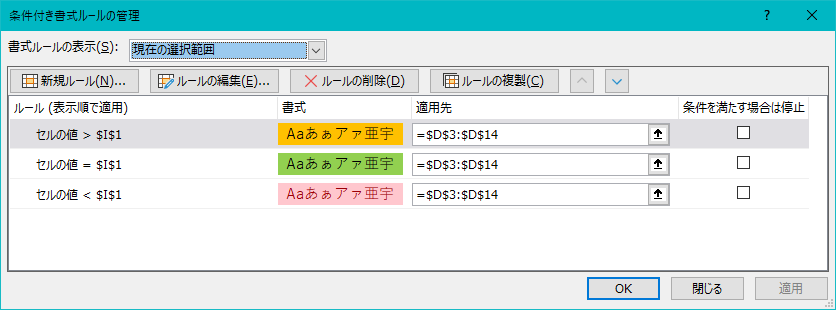 条件付き書式ルールの管理
書式ルールの表示(S): 現在の選択範囲
新規ルール(N)... ルールの編集(E)... ルールの削除(D) ルールの複製(C)
ルール (表示順で適用) 書式 適用先 条件を満たす場合は停止
セルの値 > $I$1 Aaあぁアァ亜宇 =$D$3:$D$14
セルの値 = $I$1 Aaあぁアァ亜宇 =$D$3:$D$14
セルの値 < $I$1 Aaあぁアァ亜宇 =$D$3:$D$14
OK 閉じる 適用